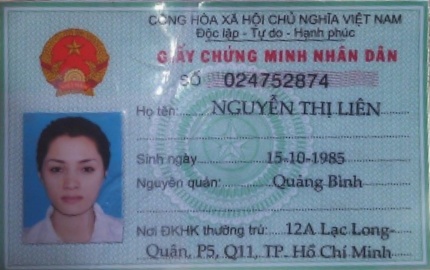 CỘNG HÒA XÃ HỘI CHỦ NGHĨA VIỆT NAM
Độc lập - Tự do - Hạnh phúc
GIẤY CHỨNG MINH NHÂN DÂN
SỐ 024752874
Họ tên: NGUYỄN THỊ LIÊN
Sinh ngày 15-10-1985
Nguyên quán: Quảng Bình
Nơi ĐKHK thường trú: 12A Lạc Long-
Quân, P5, Q11, TP. Hồ Chí Minh